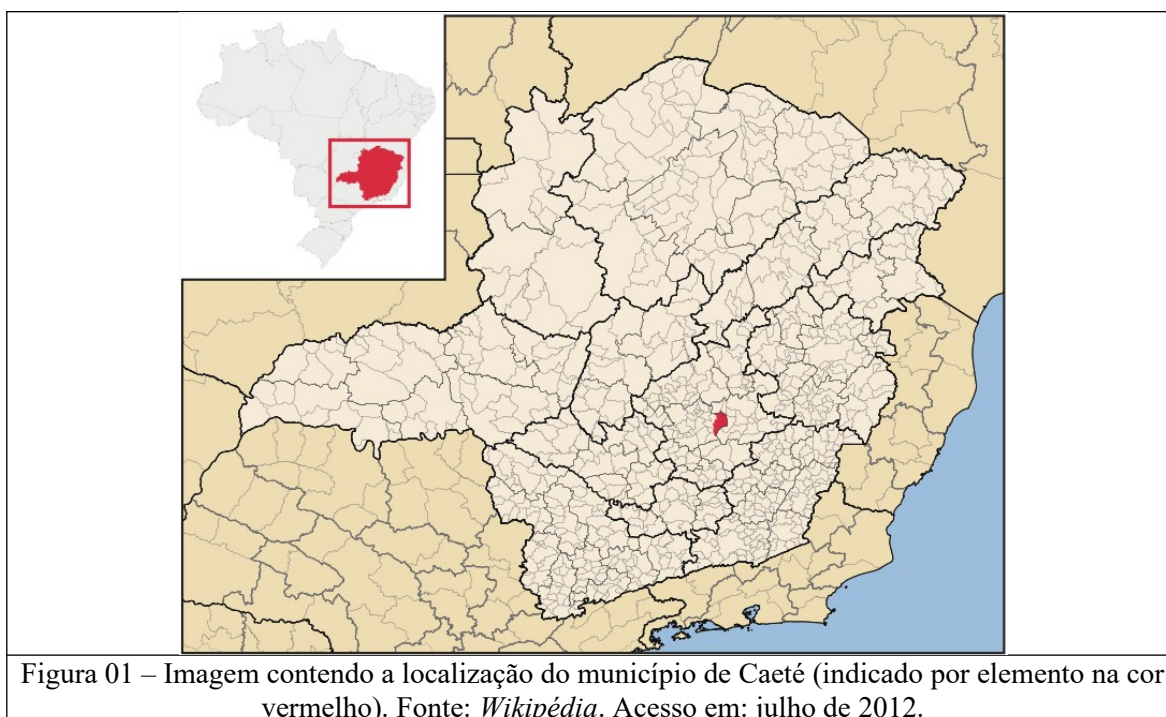 Figura 01 – Imagem contendo a localização do município de Caeté (indicado por elemento na cor
vermelho). Fonte: Wikipédia. Acesso em: julho de 2012.